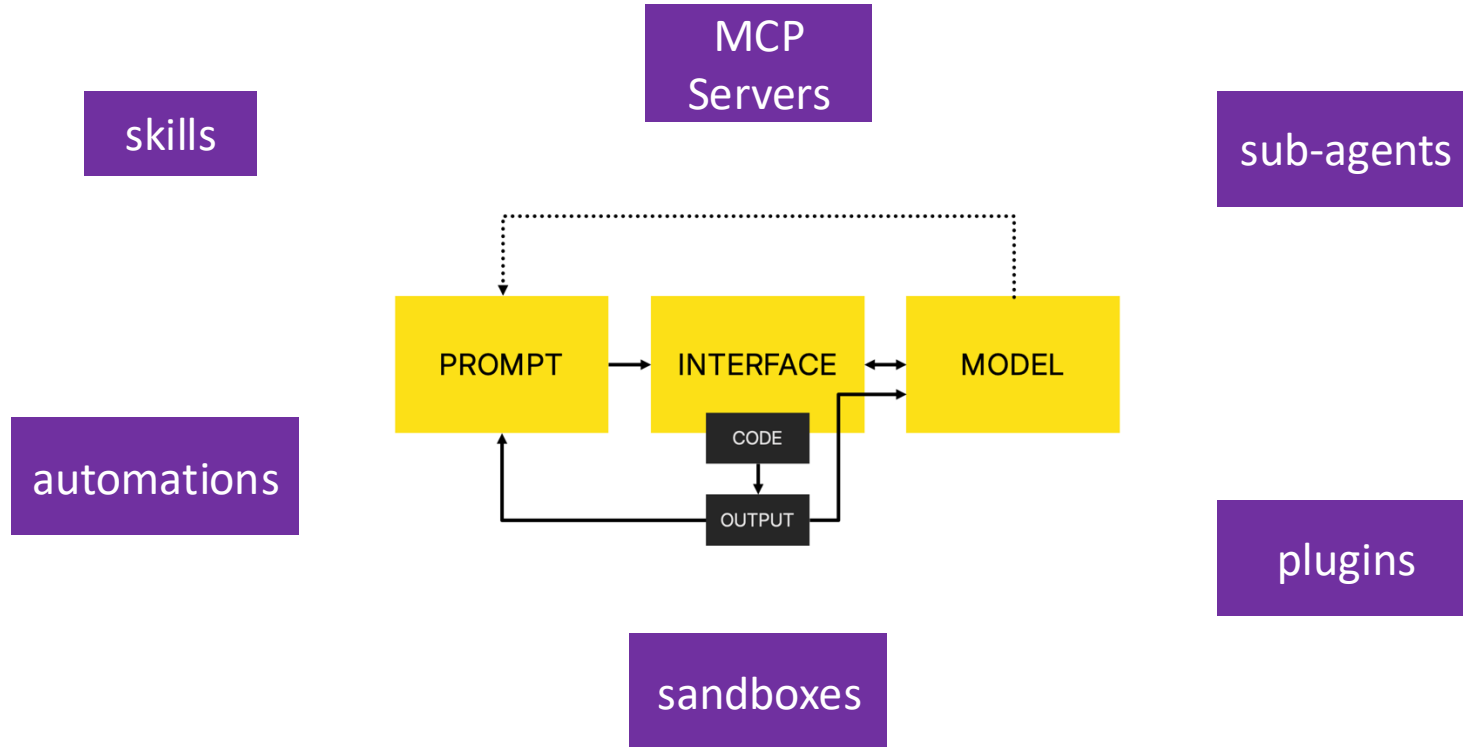 MCP
Servers
skills
sub-agents
PROMPT
INTERFACE
MODEL
CODE
OUTPUT
automations
plugins
sandboxes